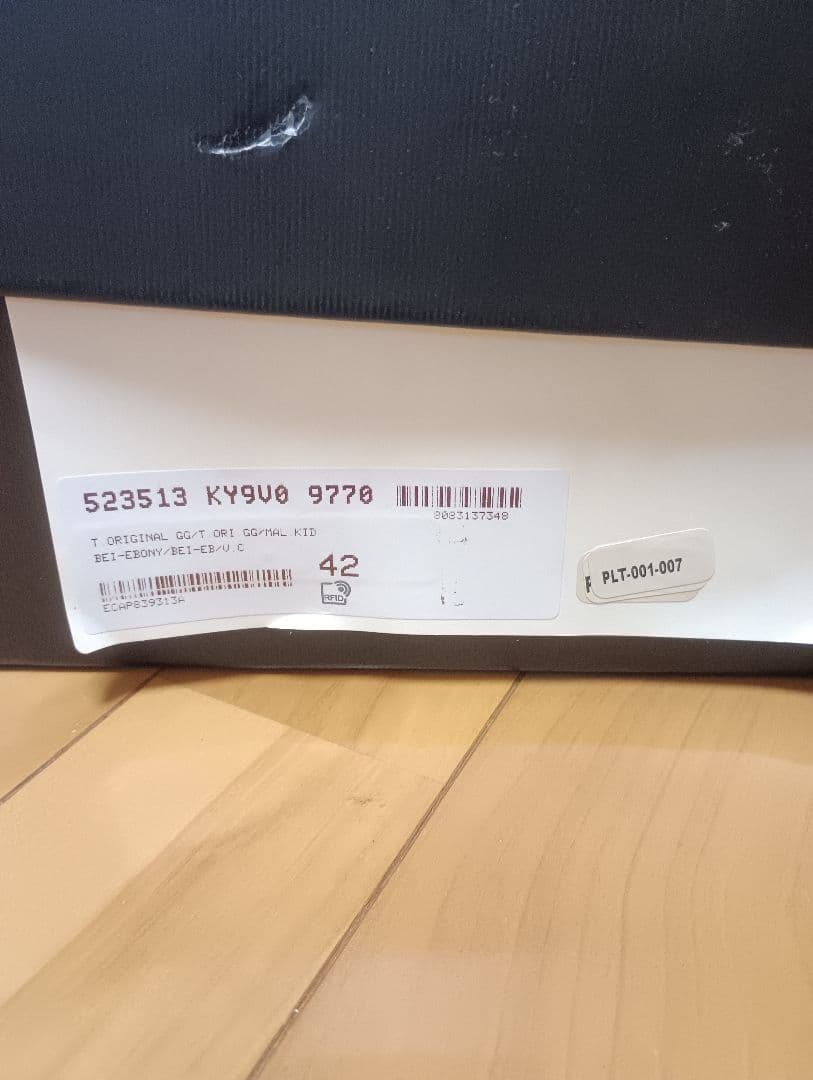 523513 KY9V0 9770
8083137348
T.ORIGINAL GG/T.ORI.GG/MAL.KID
BEI-EBONY/BEI-EB/V.C
42
RFID
ECAP839313A
PLT-001-007